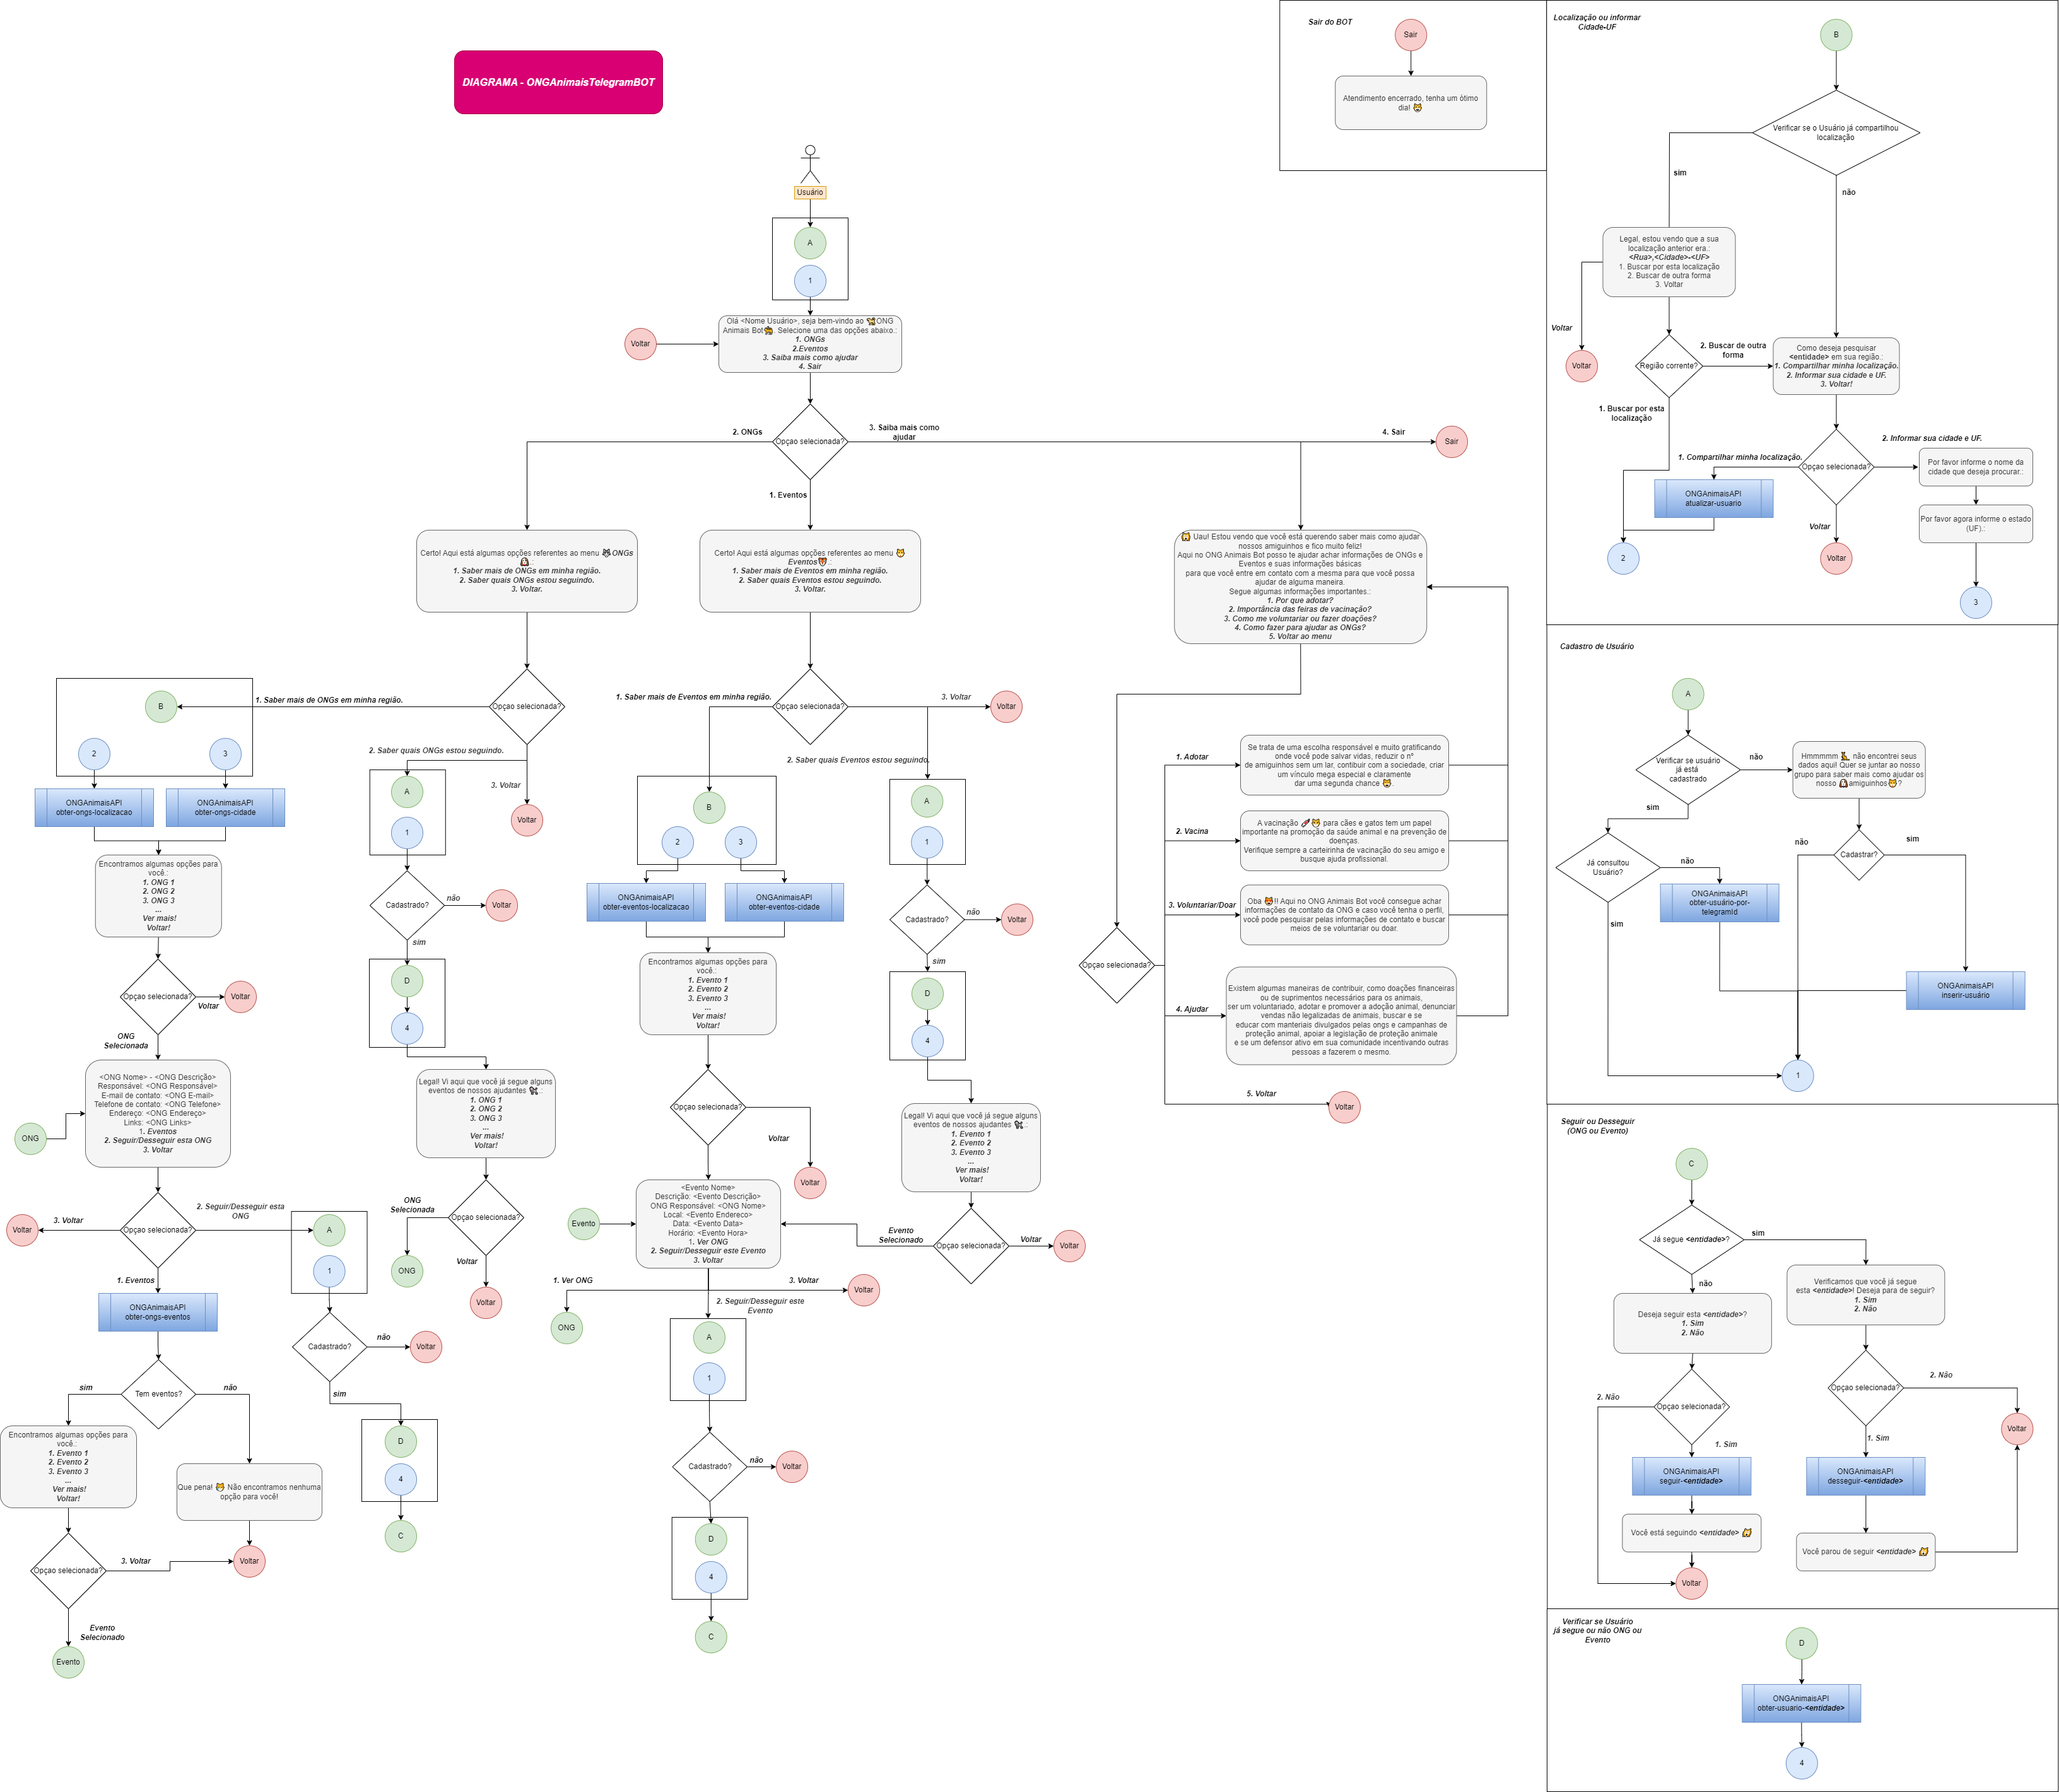 DIAGRAMA - ONGAnimaisTelegramBOT
Usuário
A
1
Voltar
Olá <Nome Usuário>, seja bem-vindo ao 🐕ONG
Animais Bot🐅. Selecione uma das opções abaixo.:
1. ONGs
2.Eventos
3. Saiba mais como ajudar
4. Sair
Opçao selecionada?
2. ONGs
1. Eventos
3. Saiba mais como
ajudar
4. Sair
Sair
Certo! Aqui está algumas opções referentes ao menu ONGs
.:
1. Saber mais de ONGs em minha região.
2. Saber quais ONGs estou seguindo.
3. Voltar.
Opçao selecionada?
1. Saber mais de ONGs em minha região.
B
2
3
ONGAnimaisAPI
obter-ongs-localizacao
ONGAnimaisAPI
obter-ongs-cidade
Encontramos algumas opções para
você.:
1. ONG 1
2. ONG 2
3. ONG 3
...
Ver mais!
Voltar!
Opçao selecionada?
Voltar
Voltar
ONG
Selecionada
<ONG Nome> - <ONG Descrição>
Responsável: <ONG Responsável>
E-mail de contato: <ONG E-mail>
Telefone de contato: <ONG Telefone>
Endereço: <ONG Endereço>
Links: <ONG Links>
1. Eventos
2. Seguir/Desseguir esta ONG
3. Voltar
ONG
Opçao selecionada?
3. Voltar
Voltar
2. Seguir/Desseguir esta
ONG
A
1
Cadastrado?
não
Voltar
sim
D
4
C
1. Eventos
ONGAnimaisAPI
obter-ongs-eventos
Tem eventos?
sim
não
Encontramos algumas opções para
você.:
1. Evento 1
2. Evento 2
3. Evento 3
...
Ver mais!
Voltar!
Que pena! Não encontramos nenhuma
opção para você!
Opçao selecionada?
3. Voltar
Voltar
Evento
Selecionado
Evento
2. Saber quais ONGs estou seguindo.
3. Voltar
Voltar
A
1
Cadastrado?
não
Voltar
sim
D
4
Legal! Vi aqui que você já segue alguns
eventos de nossos ajudantes .:
1. ONG 1
2. ONG 2
3. ONG 3
...
Ver mais!
Voltar!
Opçao selecionada?
ONG
Selecionada
ONG
Voltar
Voltar
Certo! Aqui está algumas opções referentes ao menu
Eventos.:
1. Saber mais de Eventos em minha região.
2. Saber quais Eventos estou seguindo.
3. Voltar.
Opçao selecionada?
1. Saber mais de Eventos em minha região.
3. Voltar
Voltar
2. Saber quais Eventos estou seguindo.
B
2
3
ONGAnimaisAPI
obter-eventos-localizacao
ONGAnimaisAPI
obter-eventos-cidade
Encontramos algumas opções para
você.:
1. Evento 1
2. Evento 2
3. Evento 3
...
Ver mais!
Voltar!
Opçao selecionada?
Voltar
Voltar
<Evento Nome>
Descrição: <Evento Descrição>
ONG Responsável: <ONG Nome>
Local: <Evento Endereco>
Data: <Evento Data>
Horário: <Evento Hora>
1. Ver ONG
2. Seguir/Desseguir este Evento
3. Voltar
Evento
1. Ver ONG
ONG
3. Voltar
Voltar
2. Seguir/Desseguir este
Evento
A
1
Cadastrado?
não
Voltar
D
4
C
A
1
Cadastrado?
não
Voltar
sim
D
4
Legal! Vi aqui que você já segue alguns
eventos de nossos ajudantes .:
1. Evento 1
2. Evento 2
3. Evento 3
...
Ver mais!
Voltar!
Opçao selecionada?
Evento
Selecionado
Voltar
Voltar
Uau! Estou vendo que você está querendo saber mais como ajudar
nossos amiguinhos e fico muito feliz!
Aqui no ONG Animais Bot posso te ajudar achar informações de ONGs e
Eventos e suas informações básicas
para que você entre em contato com a mesma para que você possa
ajudar de alguma maneira.
Segue algumas informações importantes.:
1. Por que adotar?
2. Importância das feiras de vacinação?
3. Como me voluntariar ou fazer doações?
4. Como fazer para ajudar as ONGs?
5. Voltar ao menu
Opçao selecionada?
1. Adotar
Se trata de uma escolha responsável e muito gratificando
onde você pode salvar vidas, reduzir o nº
de amiguinhos sem um lar, contibuir com a sociedade, criar
um vínculo mega especial e claramente
dar uma segunda chance .
2. Vacina
A vacinação para cães e gatos tem um papel
importante na promoção da saúde animal e na prevenção de
doenças.
Verifique sempre a carteirinha de vacinação do seu amigo e
busque ajuda profissional.
3. Voluntariar/Doar
Oba !! Aqui no ONG Animais Bot você consegue achar
informações de contato da ONG e caso você tenha o perfil,
você pode pesquisar pelas informações de contato e buscar
meios de se voluntariar ou doar.
4. Ajudar
Existem algumas maneiras de contribuir, como doações financeiras
ou de suprimentos necessários para os animais,
ser um voluntariado, adotar e promover a adoção animal, denunciar
vendas não legalizadas de animais, buscar e se
educar com manteriais divulgados pelas ongs e campanhas de
proteção animal, apoiar a legislação de proteção animale
e se um defensor ativo em sua comunidade incentivando outras
pessoas a fazerem o mesmo.
5. Voltar
Voltar
Sair do BOT
Sair
Atendimento encerrado, tenha um ótimo
dia!
Localização ou informar
Cidade-UF
B
Verificar se o Usuário já compartilhou
localização
sim
não
Legal, estou vendo que a sua
localização anterior era.:
<Rua>,<Cidade>-<UF>
1. Buscar por esta localização
2. Buscar de outra forma
3. Voltar
Voltar
Voltar
Região corrente?
2. Buscar de outra
forma
1. Buscar por esta
localização
Como deseja pesquisar
<entidade> em sua região.:
1. Compartilhar minha localização.
2. Informar sua cidade e UF.
3. Voltar!
Opçao selecionada?
1. Compartilhar minha localização.
2. Informar sua cidade e UF.
ONGAnimaisAPI
atualizar-usuario
2
Voltar
Voltar
Por favor informe o nome da
cidade que deseja procurar.:
Por favor agora informe o estado
(UF).:
3
Cadastro de Usuário
A
Verificar se usuário
já está
cadastrado
não
sim
Hmmmmm não encontrei seus
dados aqui! Quer se juntar ao nosso
grupo para saber mais como ajudar os
nosso amiguinhos?
Cadastrar?
não
sim
Já consultou
Usuário?
não
sim
ONGAnimaisAPI
obter-usuário-por-
telegramId
ONGAnimaisAPI
inserir-usuário
1
Seguir ou Desseguir
(ONG ou Evento)
C
Já segue <entidade>?
sim
não
Deseja seguir esta <entidade>?
1. Sim
2. Não
Opçao selecionada?
2. Não
1. Sim
ONGAnimaisAPI
seguir-<entidade>
Você está seguindo <entidade>
Voltar
Verificamos que você já segue
esta <entidade>! Deseja para de seguir?
1. Sim
2. Não
Opçao selecionada?
2. Não
1. Sim
Voltar
ONGAnimaisAPI
desseguir-<entidade>
Você parou de seguir <entidade>
Verificar se Usuário
já segue ou não ONG ou
Evento
D
ONGAnimaisAPI
obter-usuario-<entidade>
4